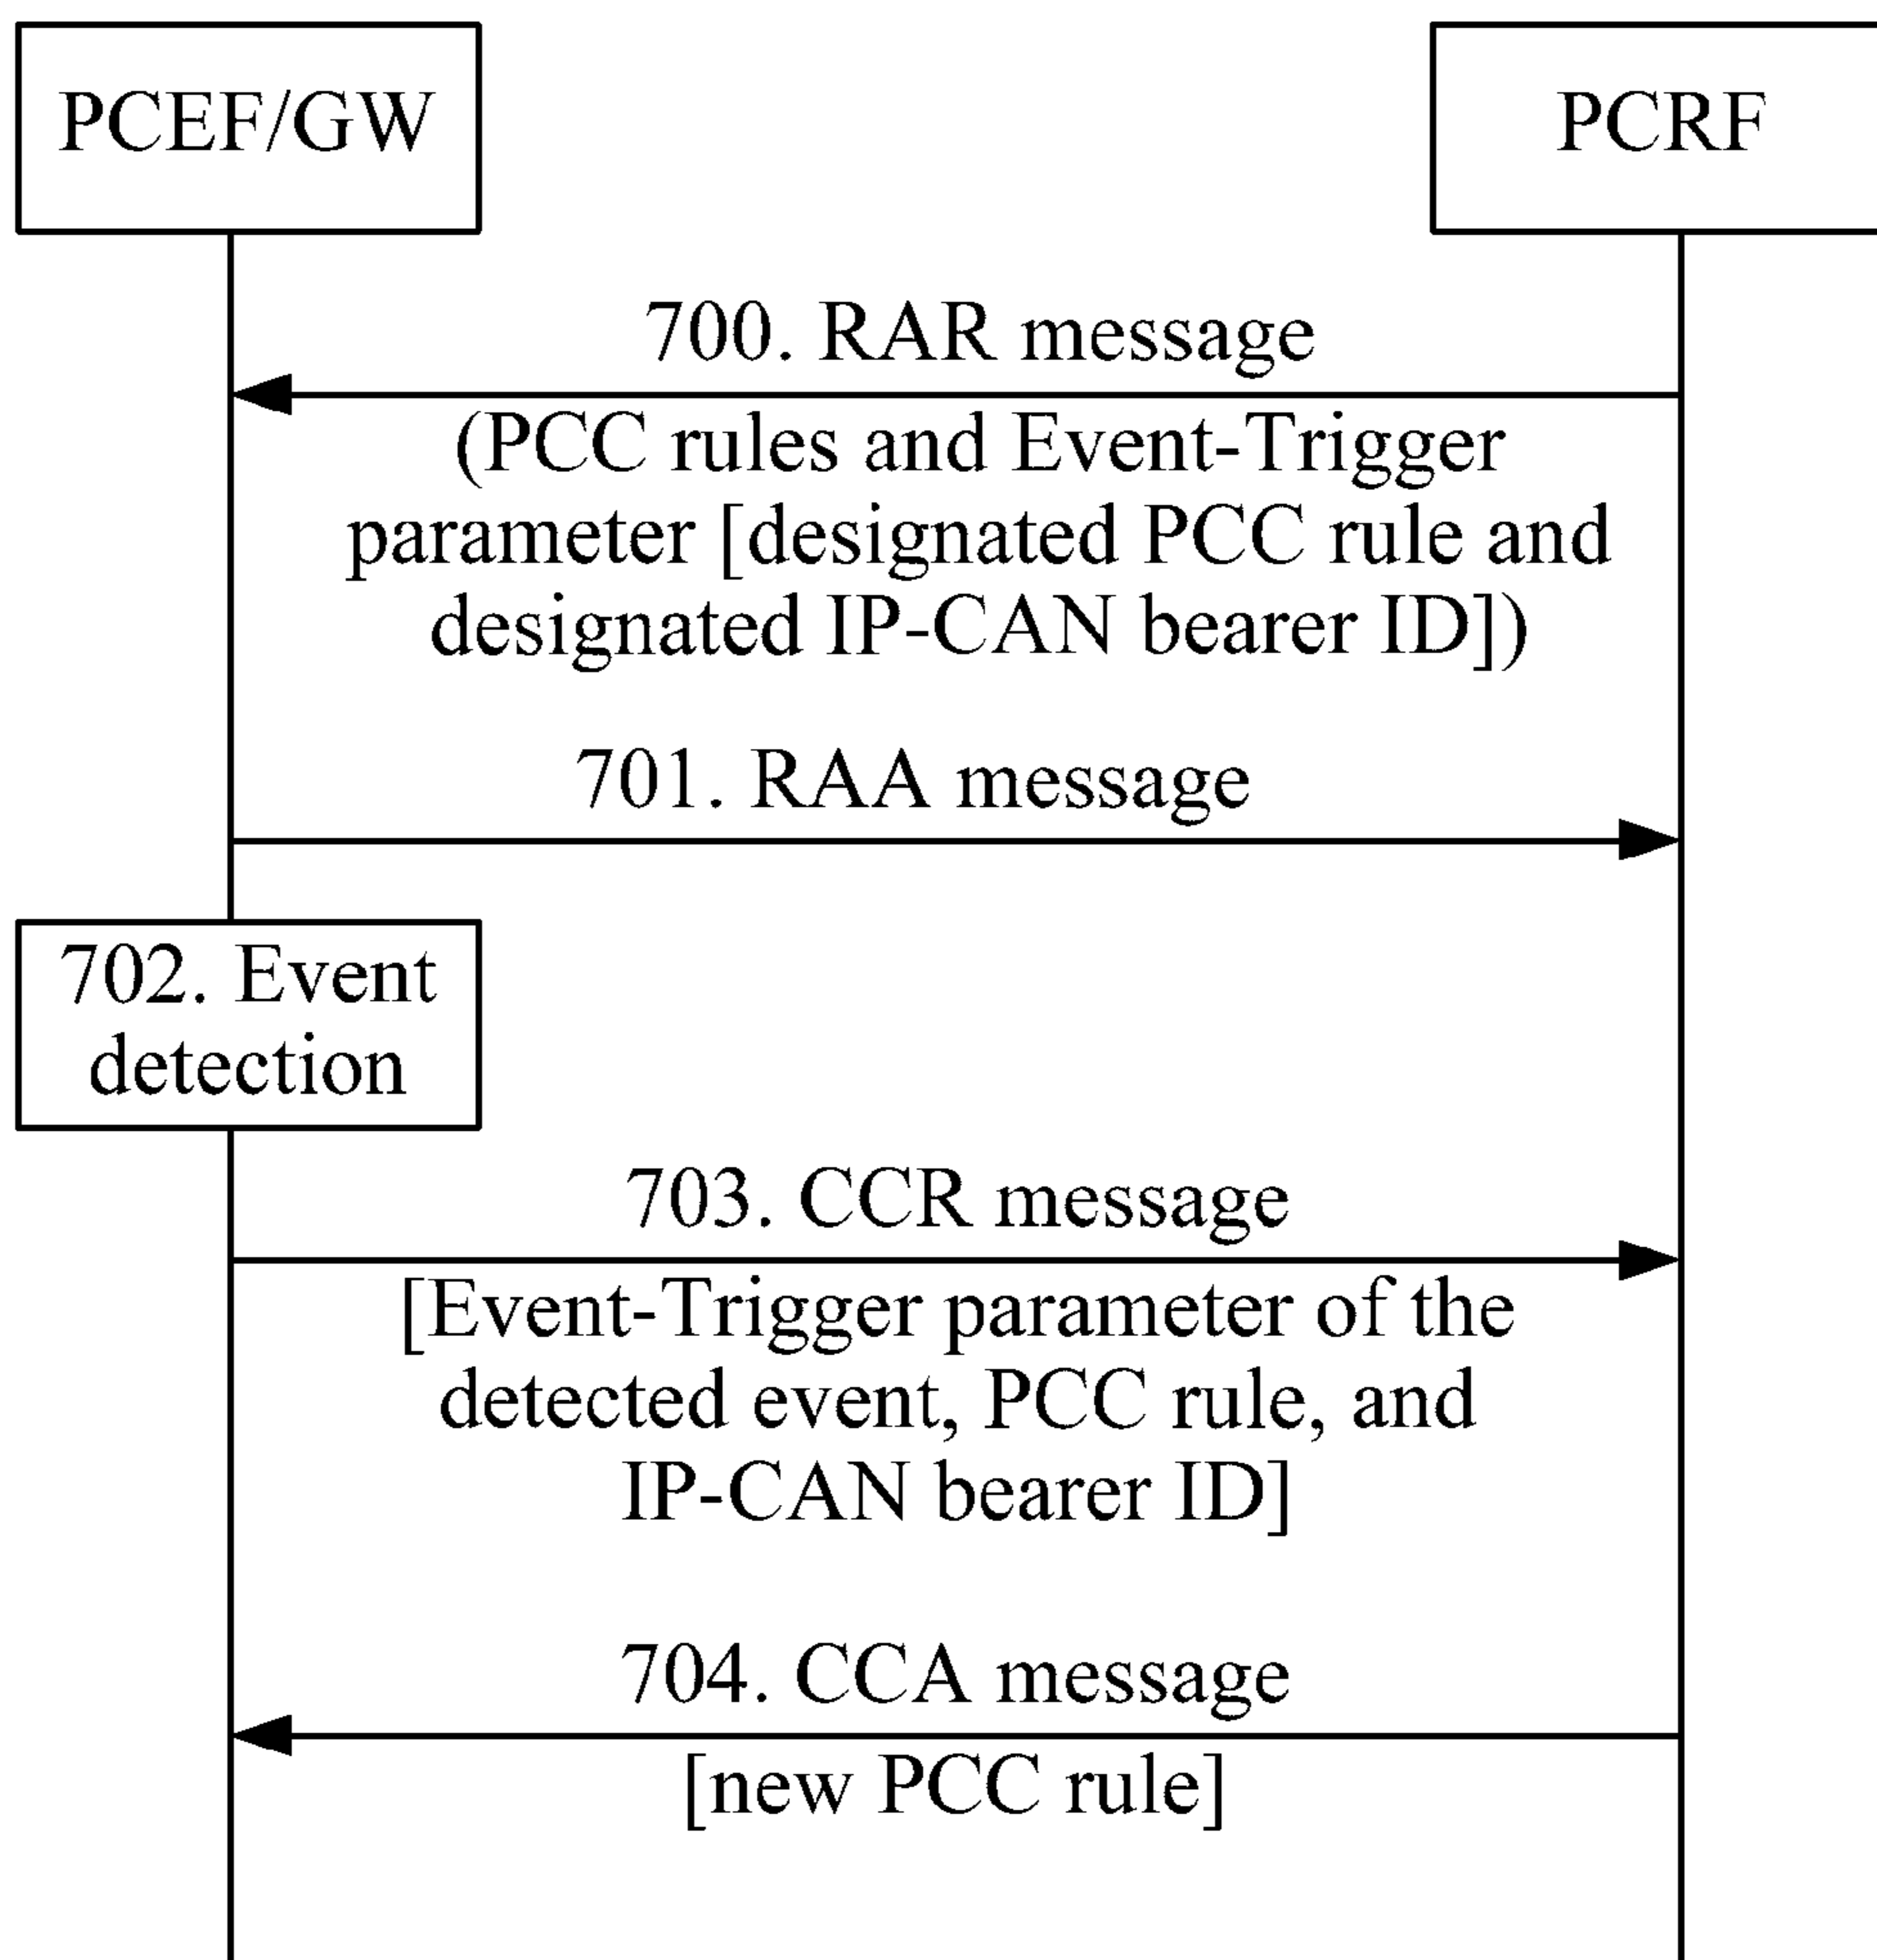 PCEF/GW
PCRF
700. RAR message
(PCC rules and Event-Trigger
parameter [designated PCC rule and
designated IP-CAN bearer ID])
701. RAA message
702. Event
detection
703. CCR message
[Event-Trigger parameter of the
detected event, PCC rule, and
IP-CAN bearer ID]
704. CCA message
[new PCC rule]